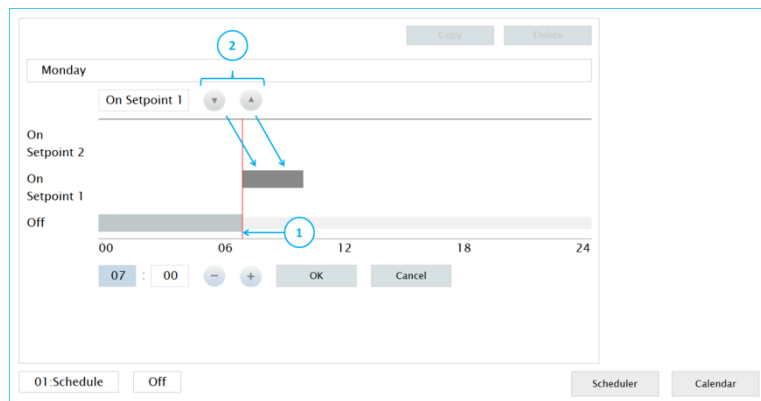 Copy Delete
2
Monday
On Setpoint 1
On
Setpoint 2
On
Setpoint 1
Off
1
00 06 12 18 24
07 : 00 − + OK Cancel
01:Schedule Off Scheduler Calendar